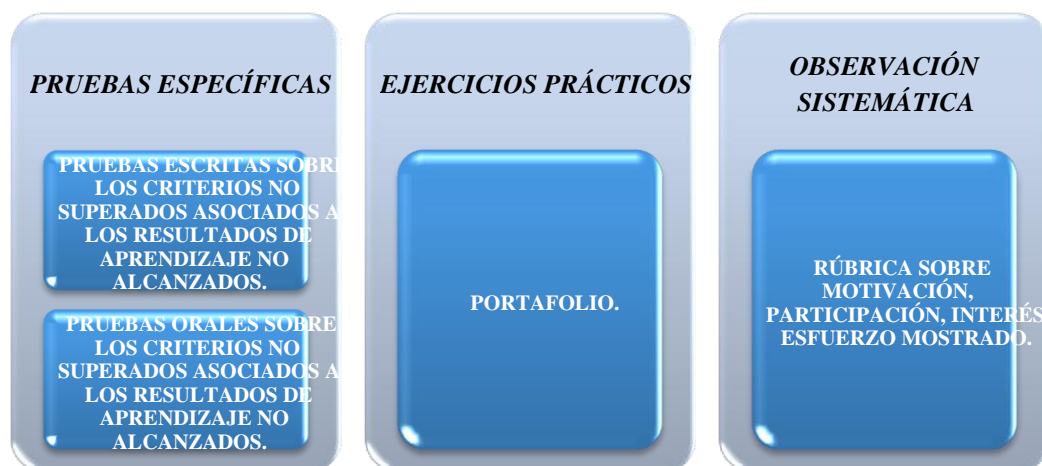 PRUEBAS ESPECÍFICAS
PRUEBAS ESCRITAS SOBRE
LOS CRITERIOS NO
SUPERADOS ASOCIADOS A
LOS RESULTADOS DE
APRENDIZAJE NO
ALCANZADOS.
PRUEBAS ORALES SOBRE
LOS CRITERIOS NO
SUPERADOS ASOCIADOS A
LOS RESULTADOS DE
APRENDIZAJE NO
ALCANZADOS.
EJERCICIOS PRÁCTICOS
PORTAFOLIO.
OBSERVACIÓN
SISTEMÁTICA
RÚBRICA SOBRE
MOTIVACIÓN,
PARTICIPACIÓN, INTERÉS
ESFUERZO MOSTRADO.